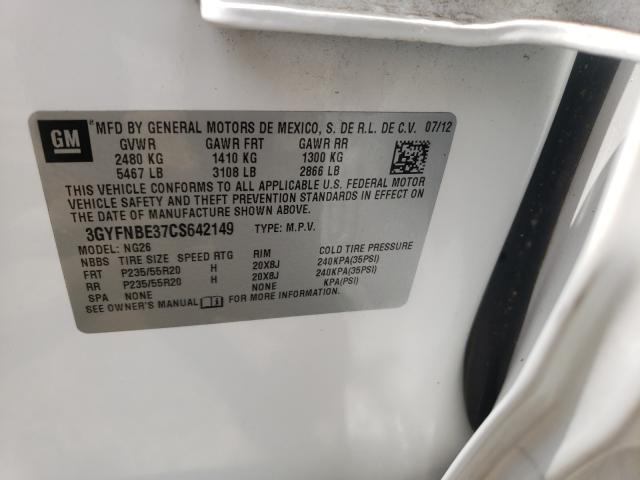 GM
MFD BY GENERAL MOTORS DE MEXICO, S. DE R.L. DE C.V. 07/12
GVWR GAWR FRT GAWR RR
2480 KG 1410 KG 1300 KG
5467 LB 3108 LB 2866 LB
THIS VEHICLE CONFORMS TO ALL APPLICABLE U.S. FEDERAL MOTOR
VEHICLE SAFETY AND THEFT PREVENTION STANDARDS IN EFFECT ON
THE DATE OF MANUFACTURE SHOWN ABOVE.
3GYFNBE37CS642149 TYPE: M.P.V.
MODEL: NG26
NBBS TIRE SIZE SPEED RTG RIM COLD TIRE PRESSURE
FRT P235/55R20 H 20X8J 240KPA(35PSI)
RR P235/55R20 H 20X8J 240KPA(35PSI)
SPA NONE NONE KPA(PSI)
SEE OWNER'S MANUAL FOR MORE INFORMATION.